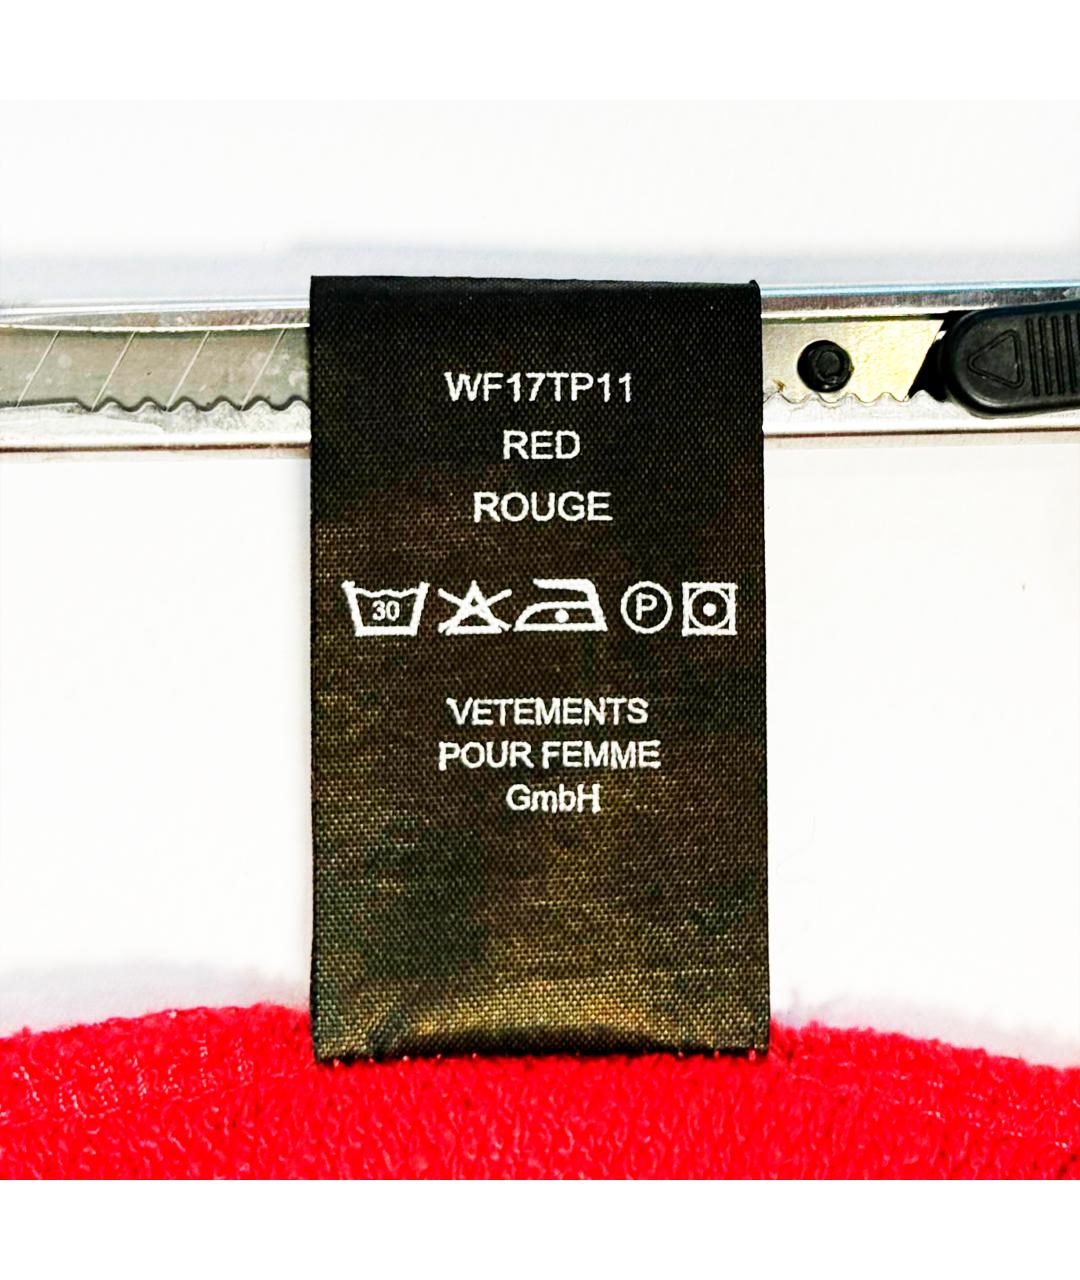 WF17TP11
RED
ROUGE
30 P
VETEMENTS
POUR FEMME
GmbH